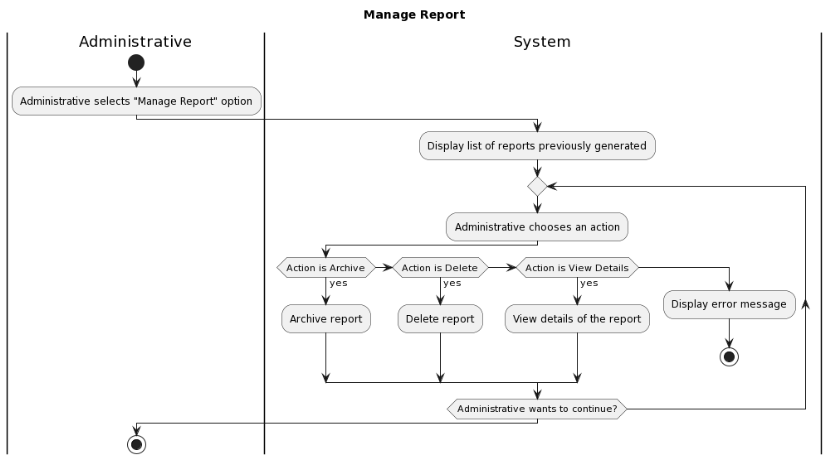 Manage Report
Administrative
System
Administrative selects "Manage Report" option
Display list of reports previously generated
Administrative chooses an action
Action is Archive
Action is Delete
Action is View Details
yes
yes
yes
Display error message
Archive report
Delete report
View details of the report
Administrative wants to continue?